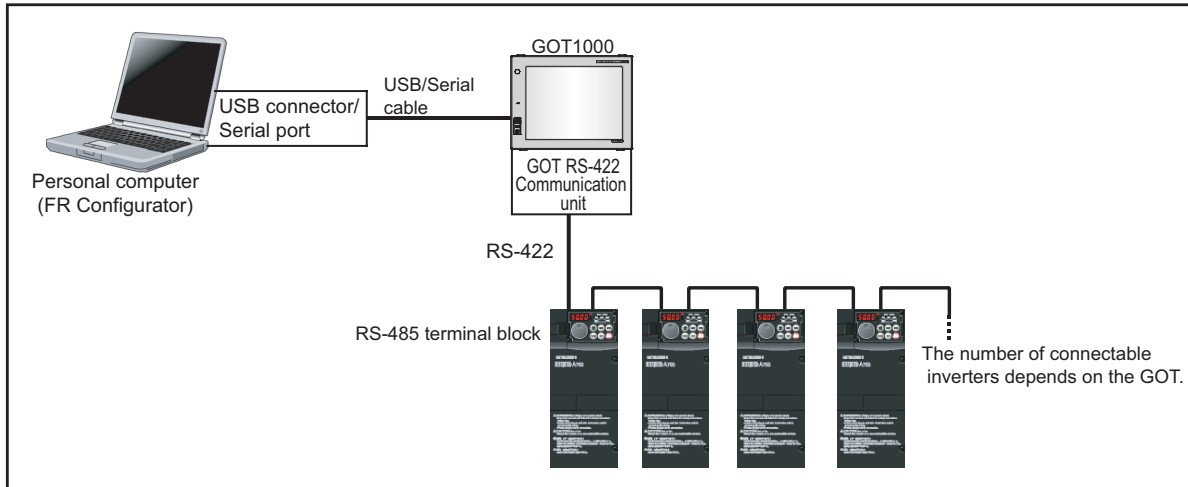 GOT1000
USB/Serial
cable
USB connector/
Serial port
GOT RS-422
Communication
unit
Personal computer
(FR Configurator)
RS-422
RS-485 terminal block
The number of connectable
inverters depends on the GOT.